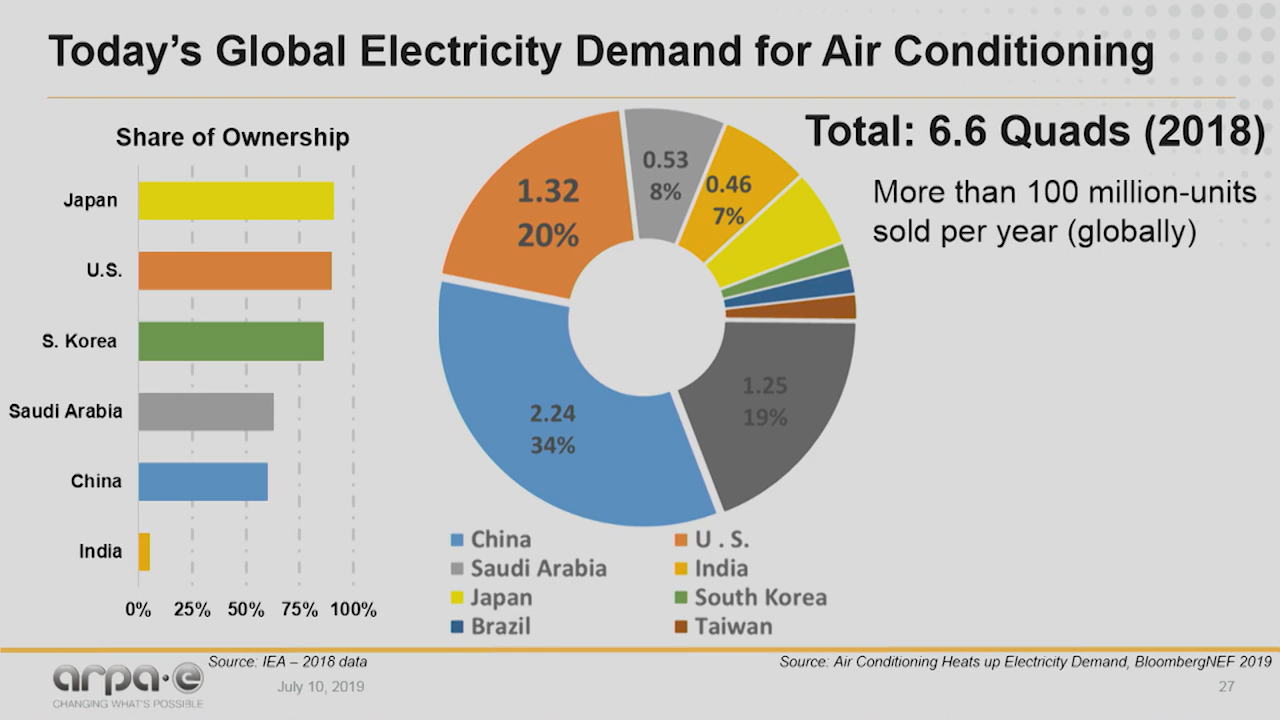 Today's Global Electricity Demand for Air Conditioning
Share of Ownership
Japan
U.S.
S. Korea
Saudi Arabia
China
India
0% 25% 50% 75% 100%
Source: IEA – 2018 data
1.32
20%
0.53
8%
0.46
7%
2.24
34%
1.25
19%
China
U . S.
Saudi Arabia
India
Japan
South Korea
Brazil
Taiwan
Total: 6.6 Quads (2018)
More than 100 million-units
sold per year (globally)
Source: Air Conditioning Heats up Electricity Demand, BloombergNEF 2019
arpa·e
CHANGING WHAT'S POSSIBLE
July 10, 2019
27